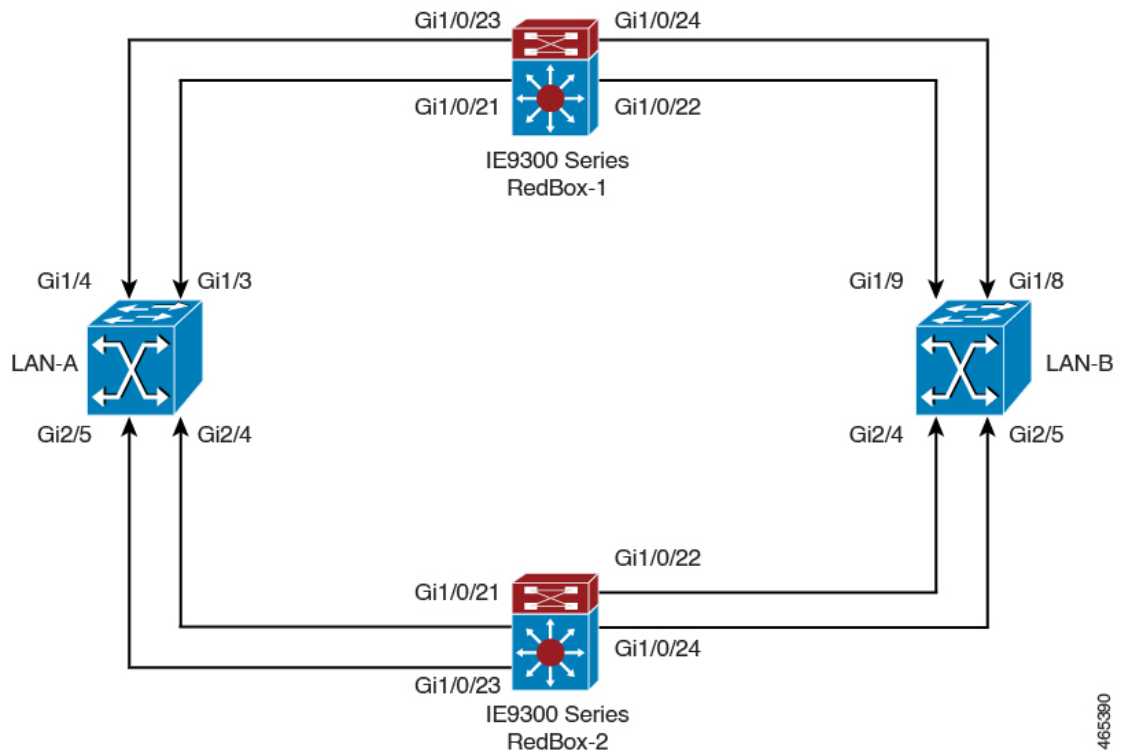 Gi1/0/23
Gi1/0/24
Gi1/0/21
Gi1/0/22
IE9300 Series
RedBox-1
Gi1/4
Gi1/3
Gi1/9
Gi1/8
LAN-A
LAN-B
Gi2/5
Gi2/4
Gi2/4
Gi2/5
Gi1/0/22
Gi1/0/21
Gi1/0/24
Gi1/0/23
IE9300 Series
RedBox-2
465390